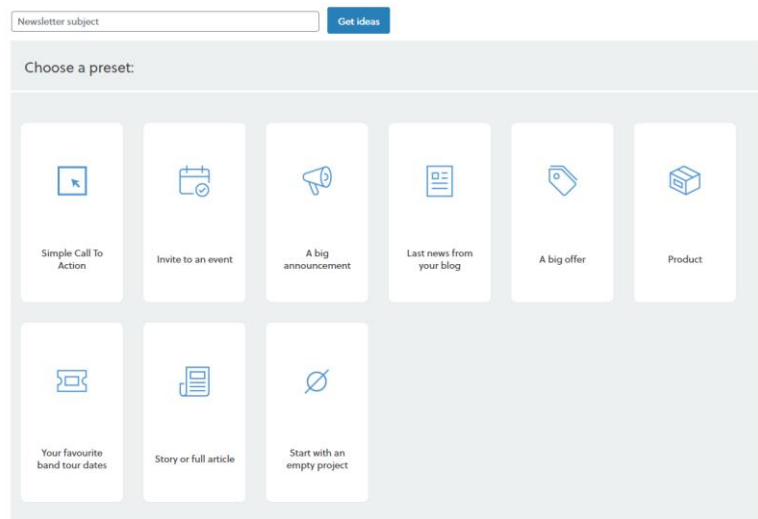 Newsletter subject
Get ideas
Choose a preset:
Simple Call To
Action
Invite to an event
A big
announcement
Last news from
your blog
A big offer
Product
Your favourite
band tour dates
Story or full article
Start with an
empty project